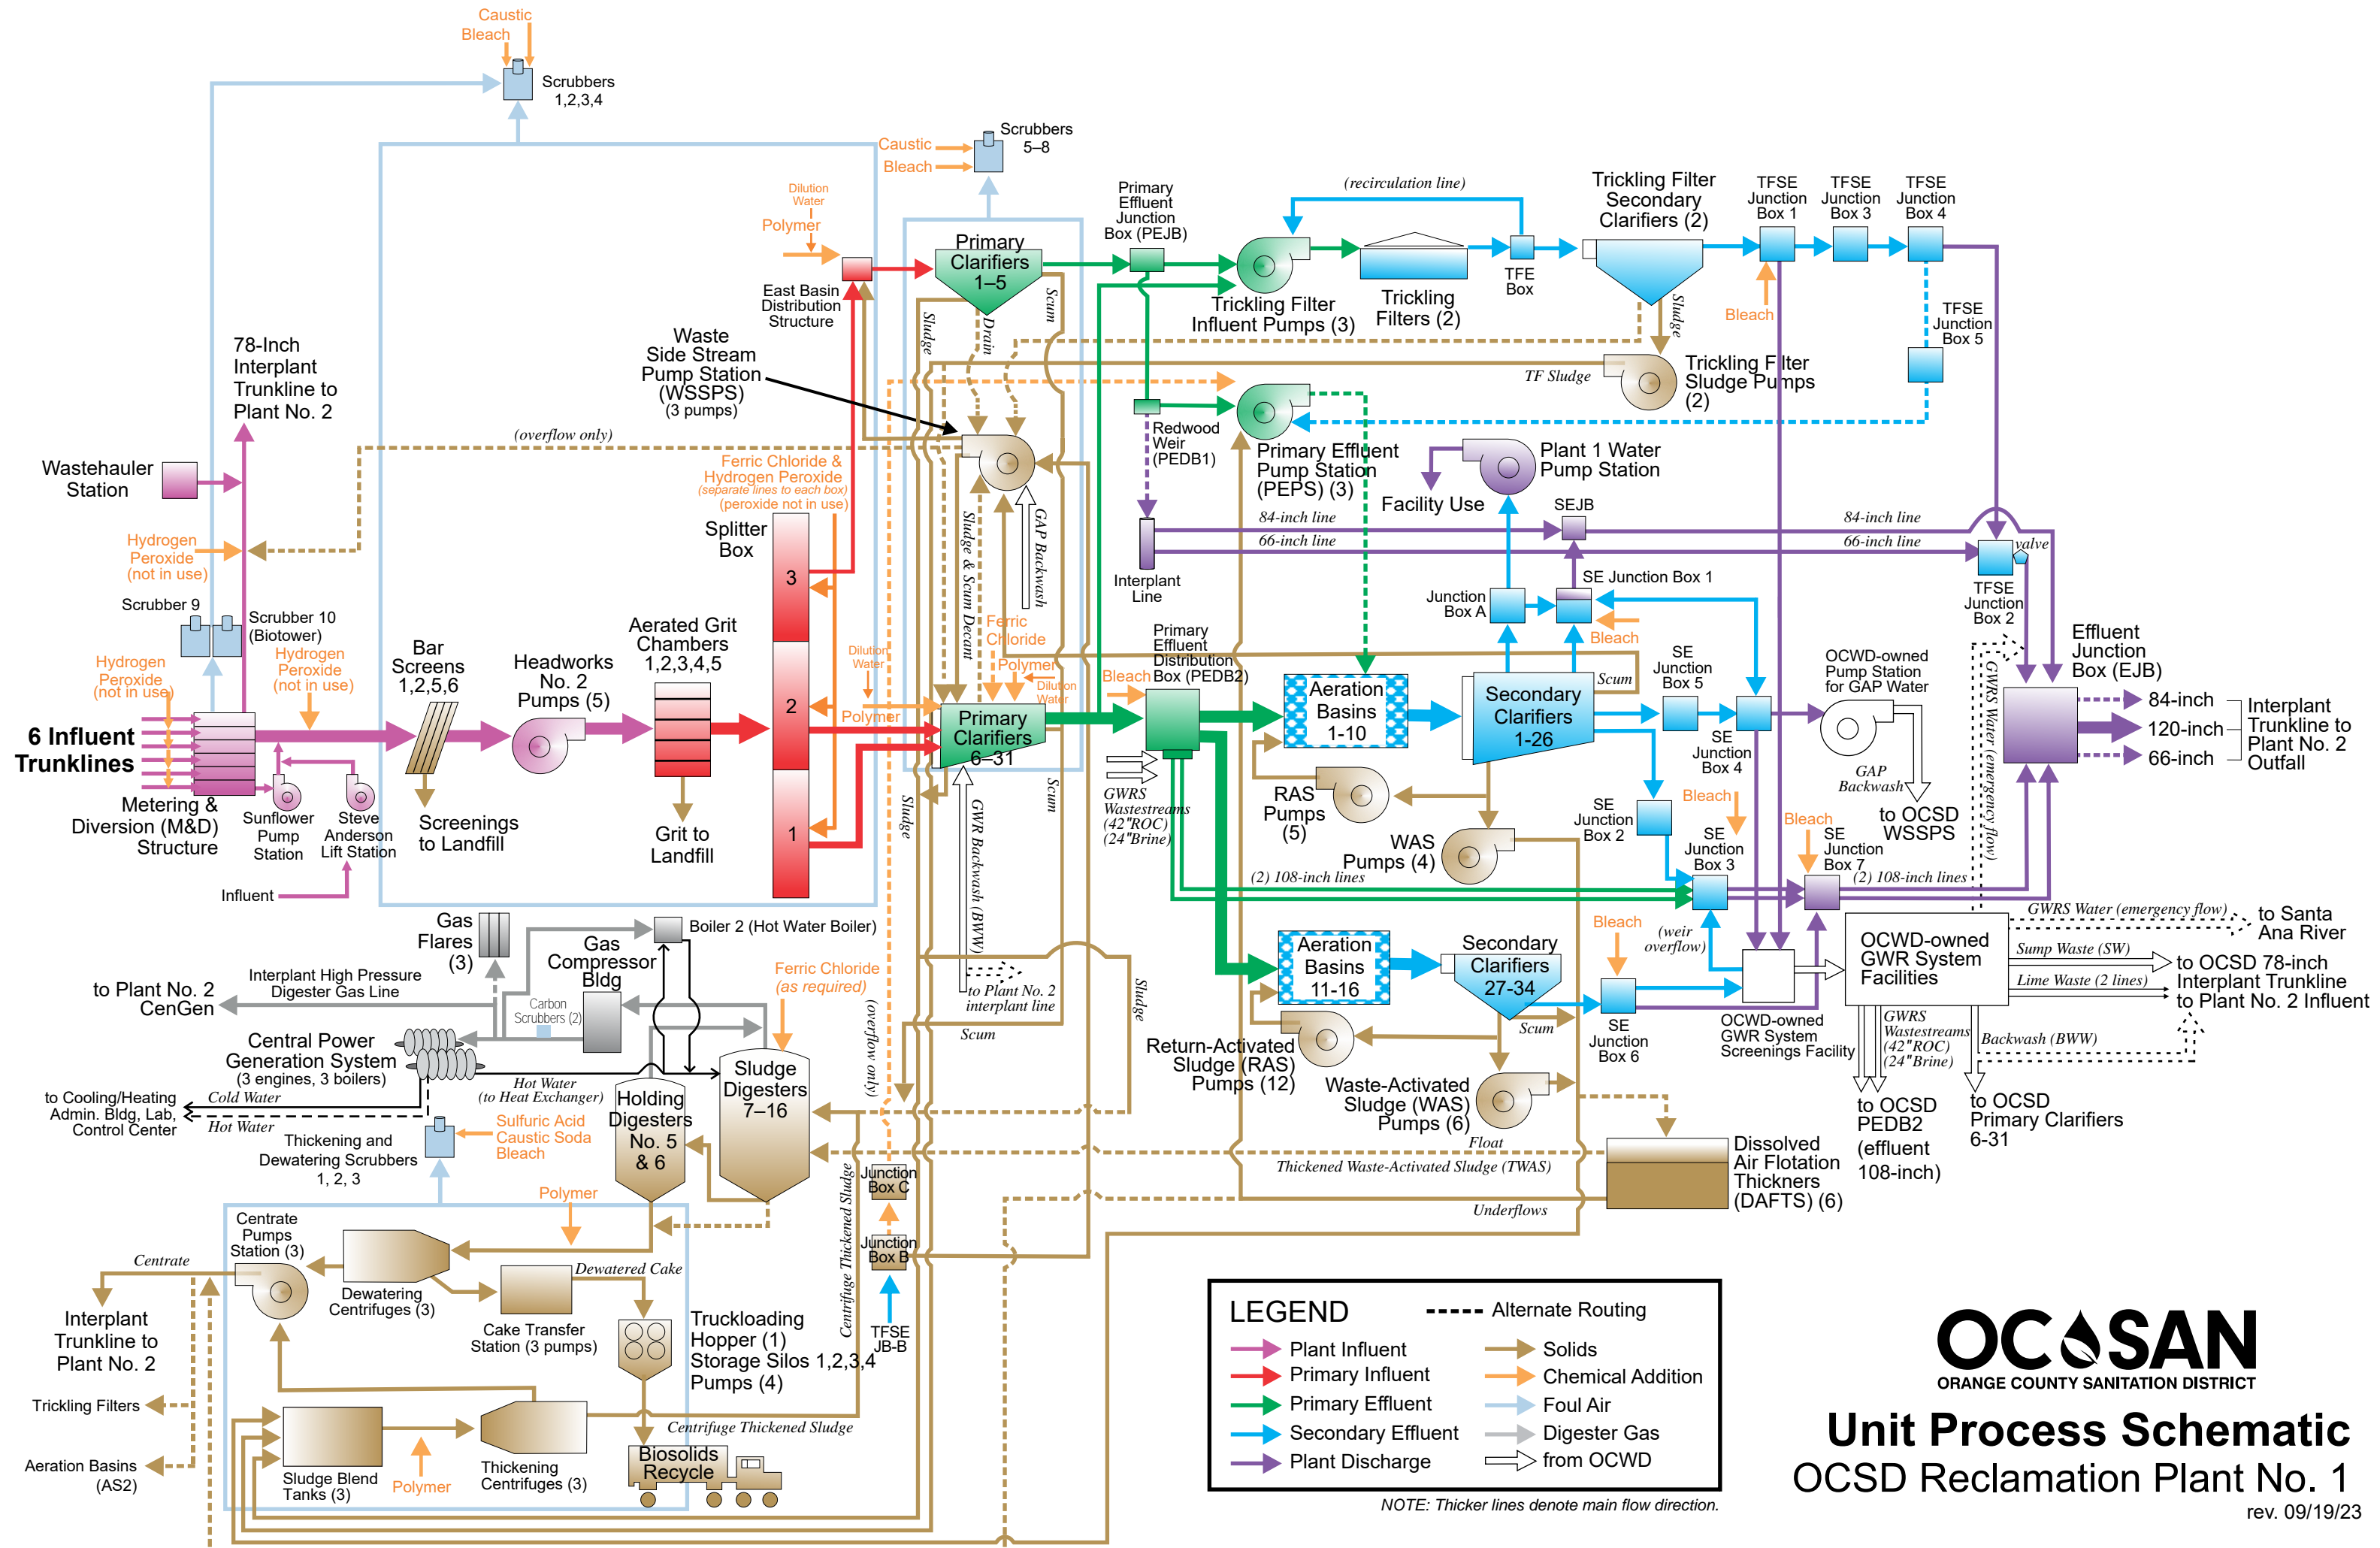 Caustic
Bleach
Scrubbers
1,2,3,4
Scrubbers
5–8
Caustic
Bleach
Dilution
Water
Polymer
East Basin
Distribution
Structure
Primary
Clarifiers
1–5
Scum
Sludge
Drain
Primary
Effluent
Junction
Box (PEJB)
(recirculation line)
Trickling Filter
Influent Pumps (3)
Trickling
Filters (2)
TFE
Box
Trickling Filter
Secondary
Clarifiers (2)
Sludge
TFSE
Junction
Box 1
TFSE
Junction
Box 3
TFSE
Junction
Box 4
Bleach
TFSE
Junction
Box 5
78-Inch
Interplant
Trunkline to
Plant No. 2
Waste
Side Stream
Pump Station
(WSSPS)
(3 pumps)
TF Sludge
Trickling Filter
Sludge Pumps
(2)
Redwood
Weir
(PEDB1)
Primary Effluent
Pump Station
(PEPS) (3)
Plant 1 Water
Pump Station
Facility Use
(overflow only)
Wastehauler
Station
Ferric Chloride &
Hydrogen Peroxide
(separate lines to each box)
(peroxide not in use)
Splitter
Box
3
2
1
Sludge & Scum Decant
GAP Backwash
SEJB
84-inch line
84-inch line
66-inch line
66-inch line
valve
Interplant
Line
TFSE
Junction
Box 2
Hydrogen
Peroxide
(not in use)
Scrubber 9
Scrubber 10
(Biotower)
Hydrogen
Peroxide
(not in use)
Hydrogen
Peroxide
(not in use)
6 Influent
Trunklines
Metering &
Diversion (M&D)
Structure
Sunflower
Pump
Station
Steve
Anderson
Lift Station
Influent
Bar
Screens
1,2,5,6
Screenings
to Landfill
Headworks
No. 2
Pumps (5)
Aerated Grit
Chambers
1,2,3,4,5
Grit to
Landfill
Dilution
Water
Polymer
Ferric
Chloride
Polymer
Dilution
Water
Primary
Clarifiers
6–31
Sludge
Scum
GWR Backwash (BWW)
Primary
Effluent
Distribution
Box (PEDB2)
Bleach
GWRS
Wastestreams
(42"ROC)
(24"Brine)
Junction
Box A
SE Junction Box 1
Bleach
Aeration
Basins
1-10
Secondary
Clarifiers
1-26
Scum
RAS
Pumps
(5)
WAS
Pumps (4)
SE
Junction
Box 5
SE
Junction
Box 4
SE
Junction
Box 2
SE
Junction
Box 3
Bleach
Bleach
SE
Junction
Box 7
OCWD-owned
Pump Station
for GAP Water
GAP
Backwash
to OCSD
WSSPS
GWRS Water (emergency flow)
Effluent
Junction
Box (EJB)
84-inch
120-inch
66-inch
Interplant
Trunkline to
Plant No. 2
Outfall
(2) 108-inch lines
(2) 108-inch lines
Gas
Flares
(3)
Boiler 2 (Hot Water Boiler)
Gas
Compressor
Bldg
Interplant High Pressure
Digester Gas Line
to Plant No. 2
CenGen
Carbon
Scrubbers (2)
Ferric Chloride
(as required)
Central Power
Generation System
(3 engines, 3 boilers)
Hot Water
(to Heat Exchanger)
to Cooling/Heating
Admin. Bldg, Lab,
Control Center
Cold Water
Hot Water
Holding
Digesters
No. 5
& 6
Sludge
Digesters
7–16
(overflow only)
to Plant No. 2
interplant line
Scum
Sludge
Aeration
Basins
11-16
Secondary
Clarifiers
27-34
Scum
Return-Activated
Sludge (RAS)
Pumps (12)
Waste-Activated
Sludge (WAS)
Pumps (6)
Bleach
SE
Junction
Box 6
(weir
overflow)
OCWD-owned
GWR System
Screenings Facility
OCWD-owned
GWR System
Facilities
GWRS Water (emergency flow)
to Santa
Ana River
Sump Waste (SW)
Lime Waste (2 lines)
to OCSD 78-inch
Interplant Trunkline
to Plant No. 2 Influent
GWRS
Wastestreams
(42"ROC)
(24"Brine)
Backwash (BWW)
to OCSD
PEDB2
(effluent
108-inch)
to OCSD
Primary Clarifiers
6-31
Float
Thickened Waste-Activated Sludge (TWAS)
Underflows
Dissolved
Air Flotation
Thickners
(DAFTS) (6)
Thickening and
Dewatering Scrubbers
1, 2, 3
Sulfuric Acid
Caustic Soda
Bleach
Polymer
Centrate
Pumps
Station (3)
Centrate
Interplant
Trunkline to
Plant No. 2
Trickling Filters
Aeration Basins
(AS2)
Dewatering
Centrifuges (3)
Dewatered Cake
Cake Transfer
Station (3 pumps)
Truckloading
Hopper (1)
Storage Silos 1,2,3,4
Pumps (4)
Centrifuge Thickened Sludge
Centrifuge Thickened Sludge
Junction
Box C
Junction
Box B
TFSE
JB-B
Sludge Blend
Tanks (3)
Polymer
Thickening
Centrifuges (3)
Biosolids
Recycle
LEGEND
Alternate Routing
Plant Influent
Primary Influent
Primary Effluent
Secondary Effluent
Plant Discharge
Solids
Chemical Addition
Foul Air
Digester Gas
from OCWD
NOTE: Thicker lines denote main flow direction.
OC SAN
ORANGE COUNTY SANITATION DISTRICT
Unit Process Schematic
OCSD Reclamation Plant No. 1
rev. 09/19/23